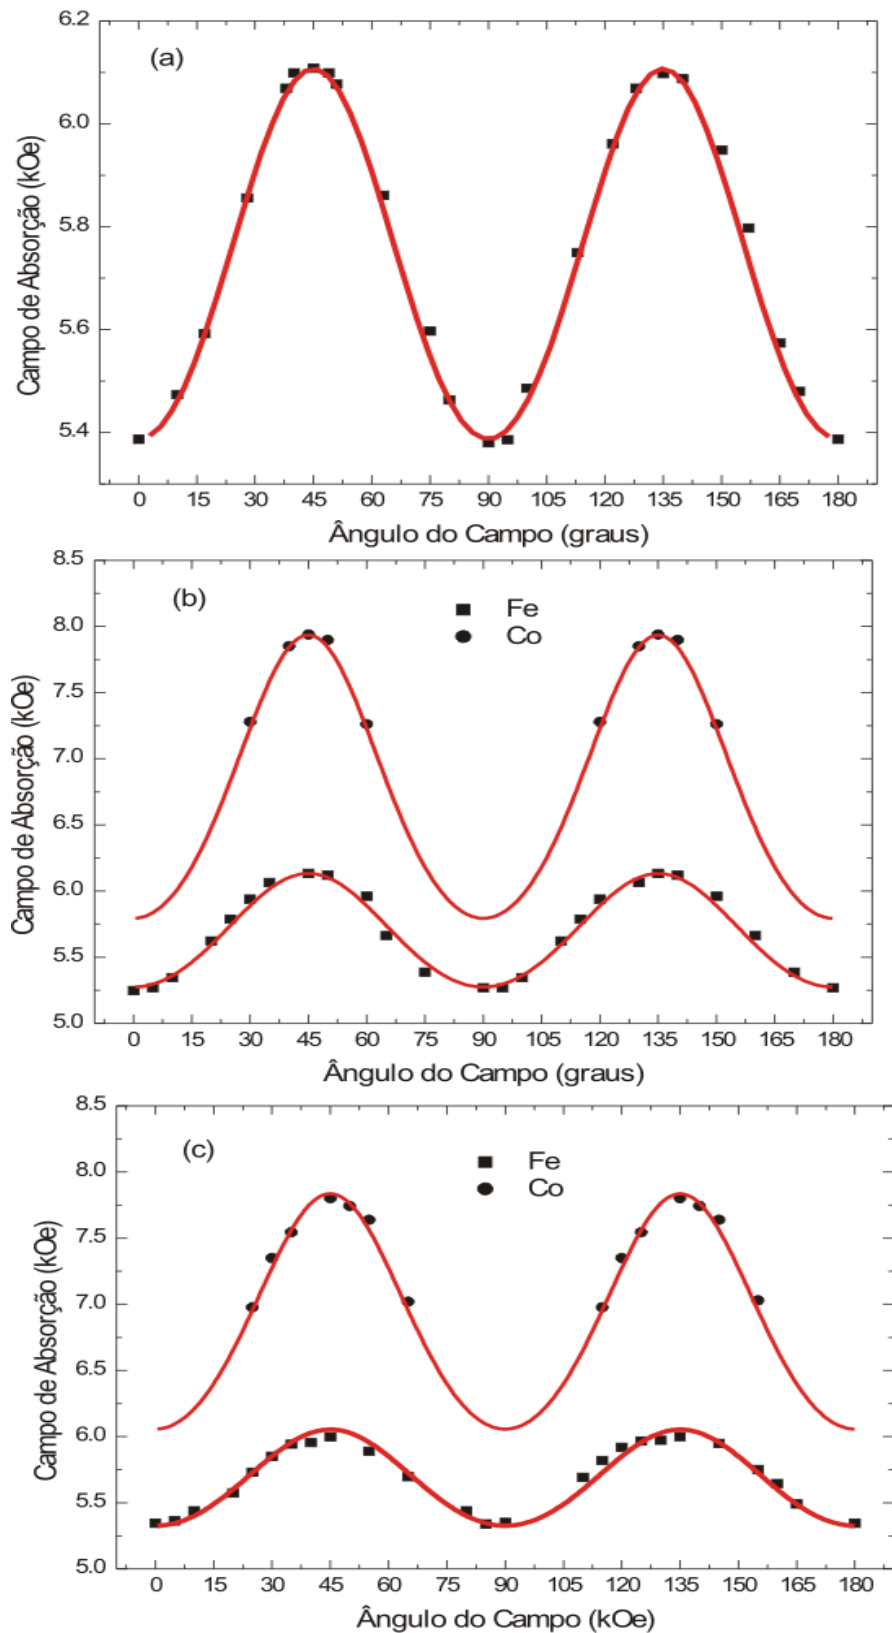 (a)
6.2
6.0
5.8
5.6
5.4
Campo de Absorção (kOe)
0 15 30 45 60 75 90 105 120 135 150 165 180
Ângulo do Campo (graus)
(b)
Fe
Co
8.5
8.0
7.5
7.0
6.5
6.0
5.5
5.0
Campo de Absorção (kOe)
0 15 30 45 60 75 90 105 120 135 150 165 180
Ângulo do Campo (graus)
(c)
Fe
Co
8.5
8.0
7.5
7.0
6.5
6.0
5.5
5.0
Campo de Absorção (kOe)
0 15 30 45 60 75 90 105 120 135 150 165 180
Ângulo do Campo (kOe)